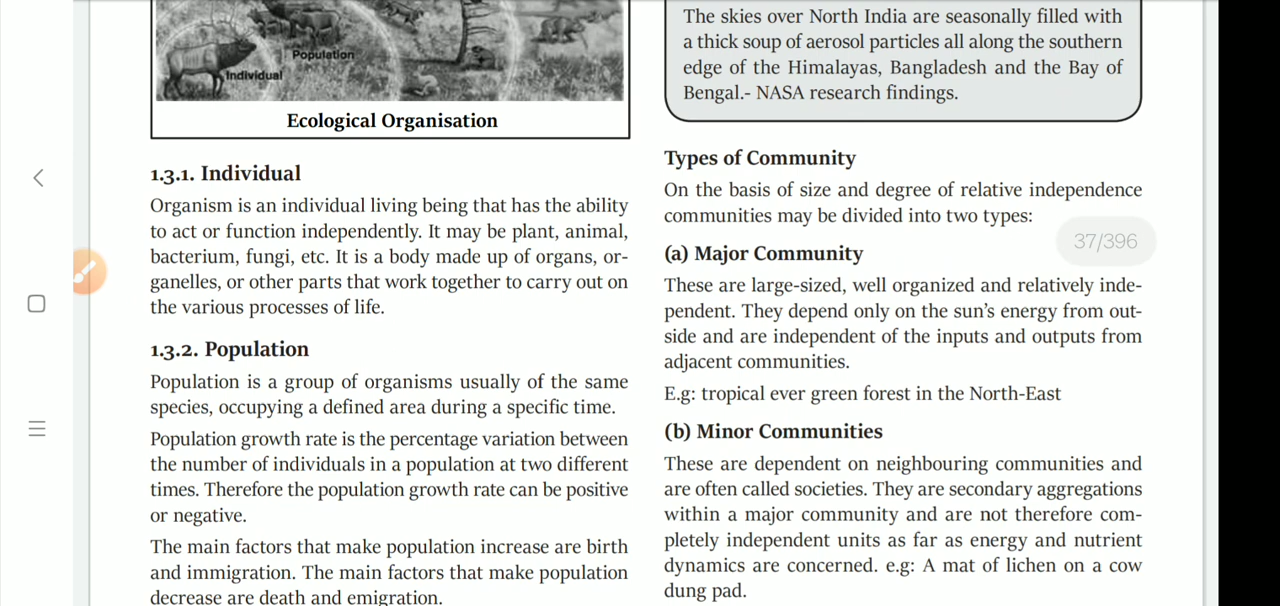 Population
Individual
Ecological Organisation
1.3.1. Individual
Organism is an individual living being that has the ability
to act or function independently. It may be plant, animal,
bacterium, fungi, etc. It is a body made up of organs, or-
ganelles, or other parts that work together to carry out on
the various processes of life.
1.3.2. Population
Population is a group of organisms usually of the same
species, occupying a defined area during a specific time.
Population growth rate is the percentage variation between
the number of individuals in a population at two different
times. Therefore the population growth rate can be positive
or negative.
The main factors that make population increase are birth
and immigration. The main factors that make population
decrease are death and emigration.
The skies over North India are seasonally filled with
a thick soup of aerosol particles all along the southern
edge of the Himalayas, Bangladesh and the Bay of
Bengal.- NASA research findings.
Types of Community
On the basis of size and degree of relative independence
communities may be divided into two types:
37/396
(a) Major Community
These are large-sized, well organized and relatively inde-
pendent. They depend only on the sun's energy from out-
side and are independent of the inputs and outputs from
adjacent communities.
E.g: tropical ever green forest in the North-East
(b) Minor Communities
These are dependent on neighbouring communities and
are often called societies. They are secondary aggregations
within a major community and are not therefore com-
pletely independent units as far as energy and nutrient
dynamics are concerned. e.g: A mat of lichen on a cow
dung pad.